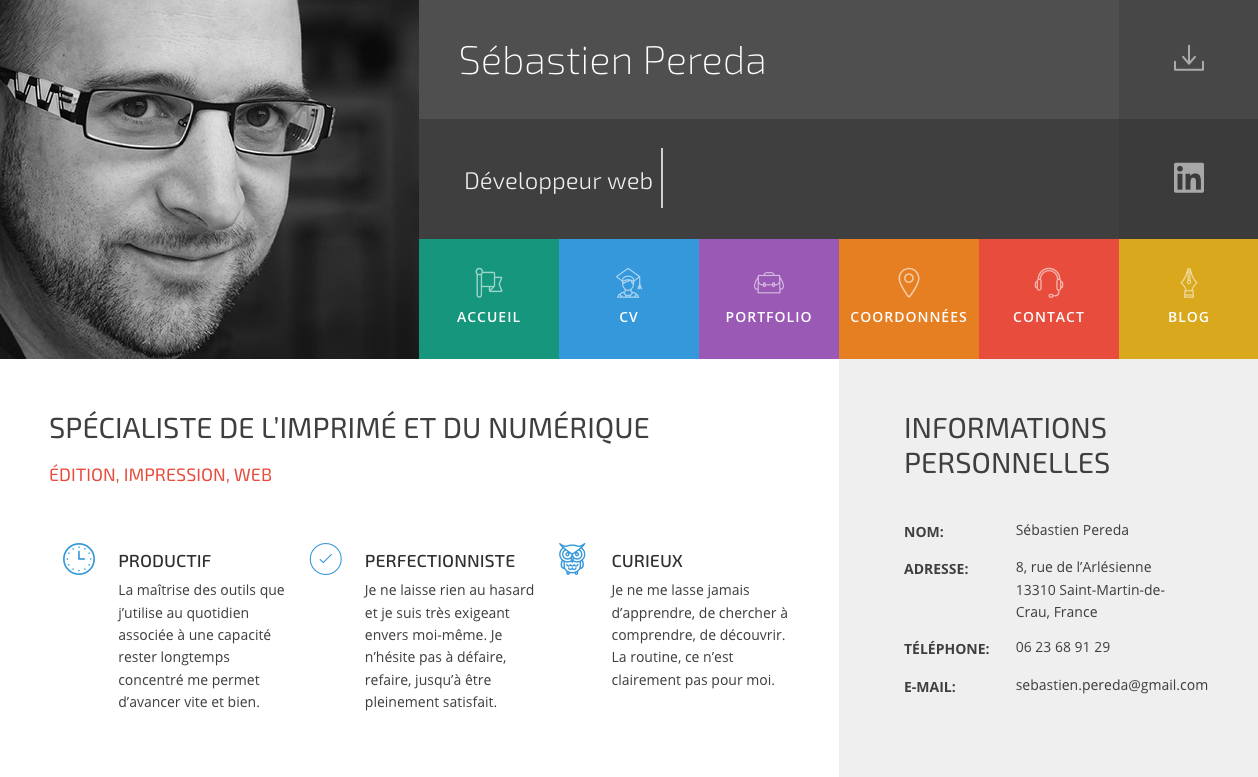 Sébastien Pereda
Développeur web
in
ACCUEIL
CV
PORTFOLIO
COORDONNÉES
CONTACT
BLOG
SPÉCIALISTE DE L’IMPRIMÉ ET DU NUMÉRIQUE
ÉDITION, IMPRESSION, WEB
PRODUCTIF
La maîtrise des outils que
j’utilise au quotidien
associée à une capacité
rester longtemps
concentré me permet
d’avancer vite et bien.
PERFECTIONNISTE
Je ne laisse rien au hasard
et je suis très exigeant
envers moi-même. Je
n’hésite pas à défaire,
refaire, jusqu’à être
pleinement satisfait.
CURIEUX
Je ne me lasse jamais
d’apprendre, de chercher à
comprendre, de découvrir.
La routine, ce n’est
clairement pas pour moi.
INFORMATIONS
PERSONNELLES
NOM: Sébastien Pereda
ADRESSE: 8, rue de l’Arlésienne
13310 Saint-Martin-de-
Crau, France
TÉLÉPHONE: 06 23 68 91 29
E-MAIL: sebastien.pereda@gmail.com